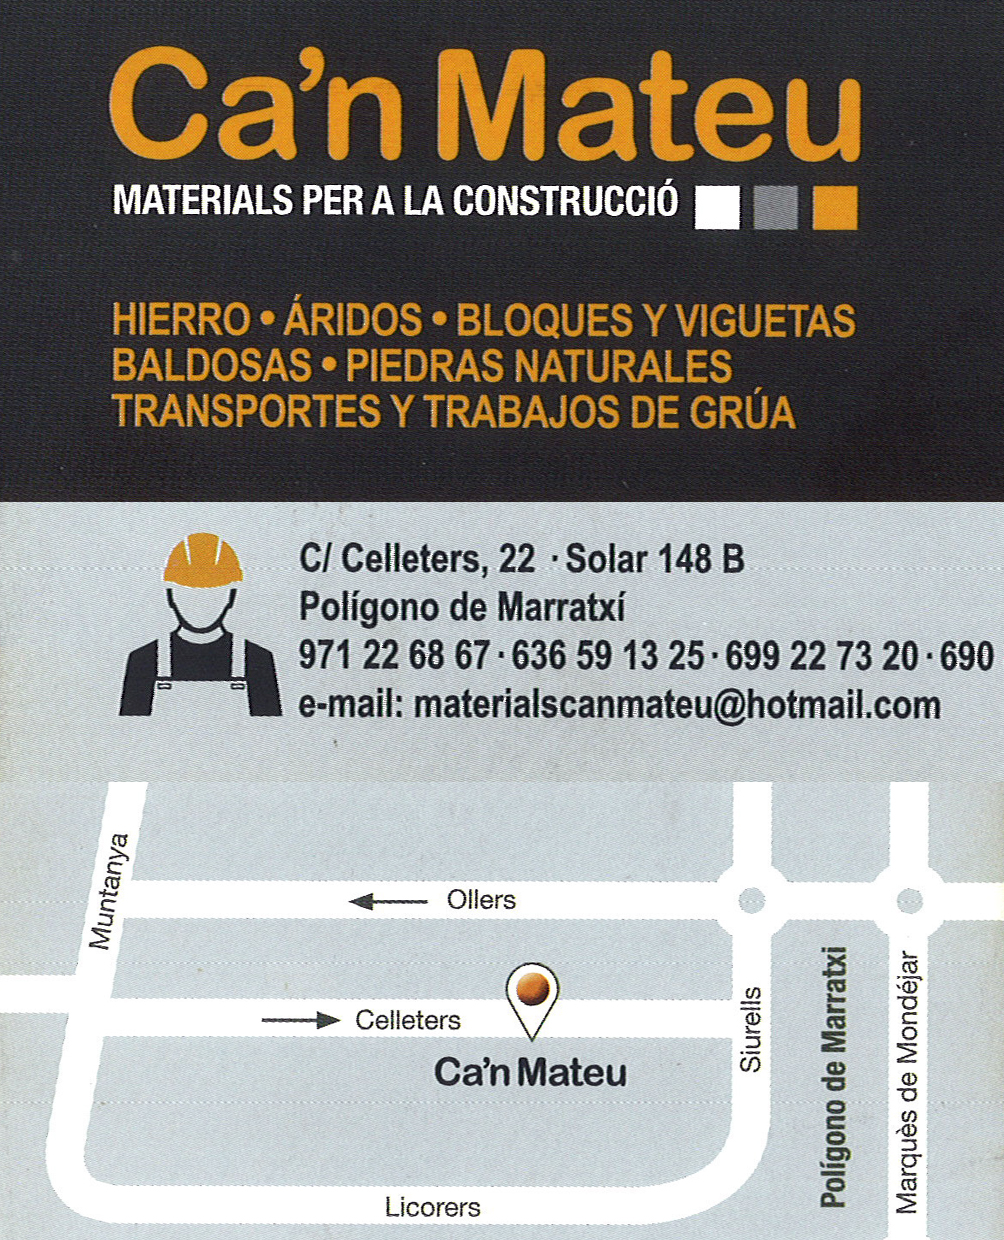 Ca'n Mateu
MATERIALS PER A LA CONSTRUCCIÓ
HIERRO • ÁRIDOS • BLOQUES Y VIGUETAS
BALDOSAS • PIEDRAS NATURALES
TRANSPORTES Y TRABAJOS DE GRÚA
C/ Celleters, 22 · Solar 148 B
Polígono de Marratxí
971 22 68 67 · 636 59 13 25 · 699 22 73 20 · 690
e-mail: materialscanmateu@hotmail.com
Muntanya
Ollers
Celleters
Ca'n Mateu
Siurells
Polígono de Marratxi
Marquès de Mondéjar
Licorers